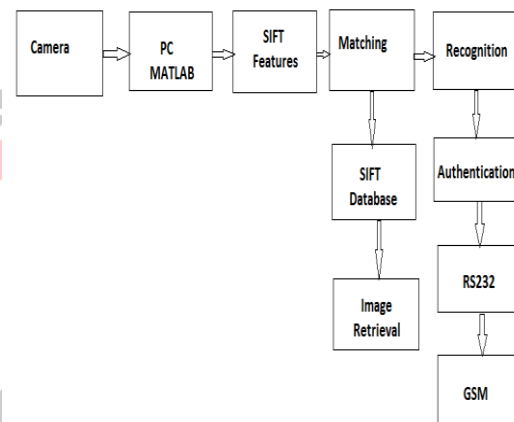 Camera
PC
MATLAB
SIFT
Features
Matching
Recognition
SIFT
Database
Authentication
Image
Retrieval
RS232
GSM